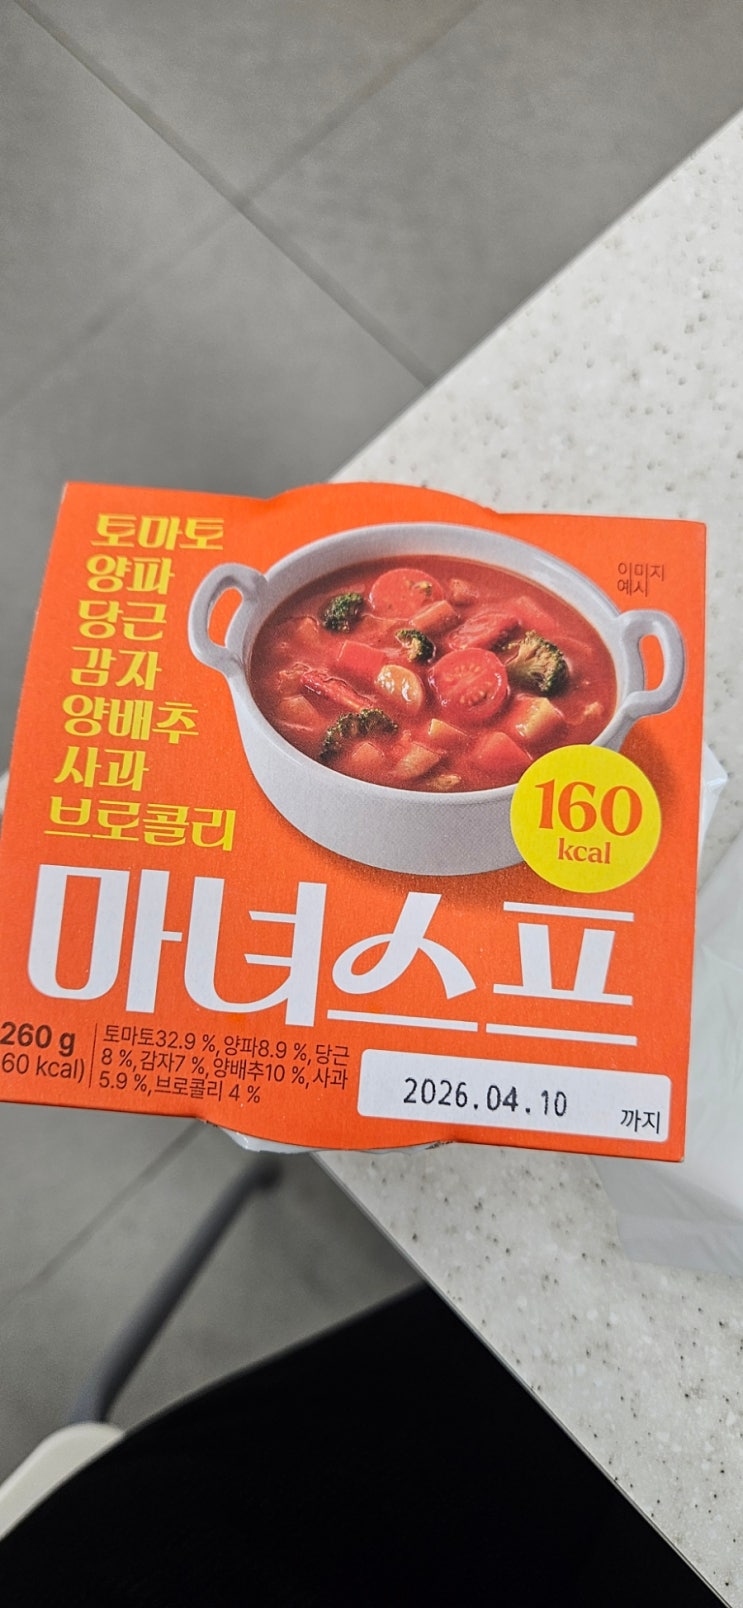 토마토
양파
당근
감자
양배추
사과
브로콜리
이미지
예시
160
kcal
마녀스프
260 g
60 kcal)
토마토32.9 %, 양파8.9 %, 당근
8 %, 감자7 %, 양배추10 %, 사과
5.9 %, 브로콜리 4 %
2026.04.10
까지